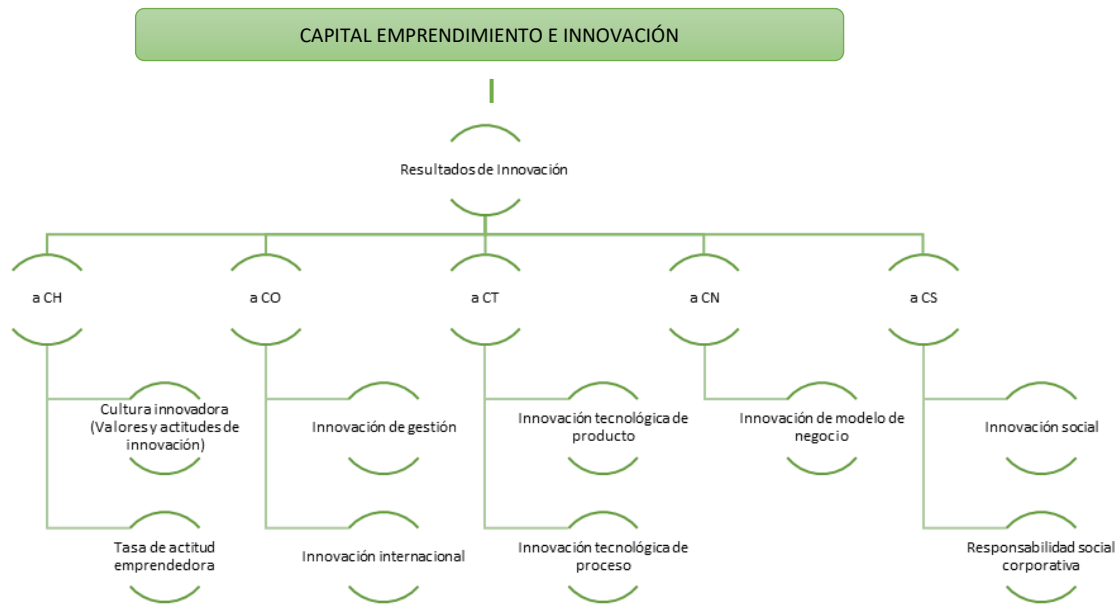 CAPITAL EMPRENDIMIENTO E INNOVACIÓN
Resultados de Innovación
a CH
a CO
a CT
a CN
a CS
Cultura innovadora
(Valores y actitudes de
innovación)
Innovación de gestión
Innovación tecnológica de
producto
Innovación de modelo de
negocio
Innovación social
Tasa de actitud
emprendedora
Innovación internacional
Innovación tecnológica de
proceso
Responsabilidad social
corporativa